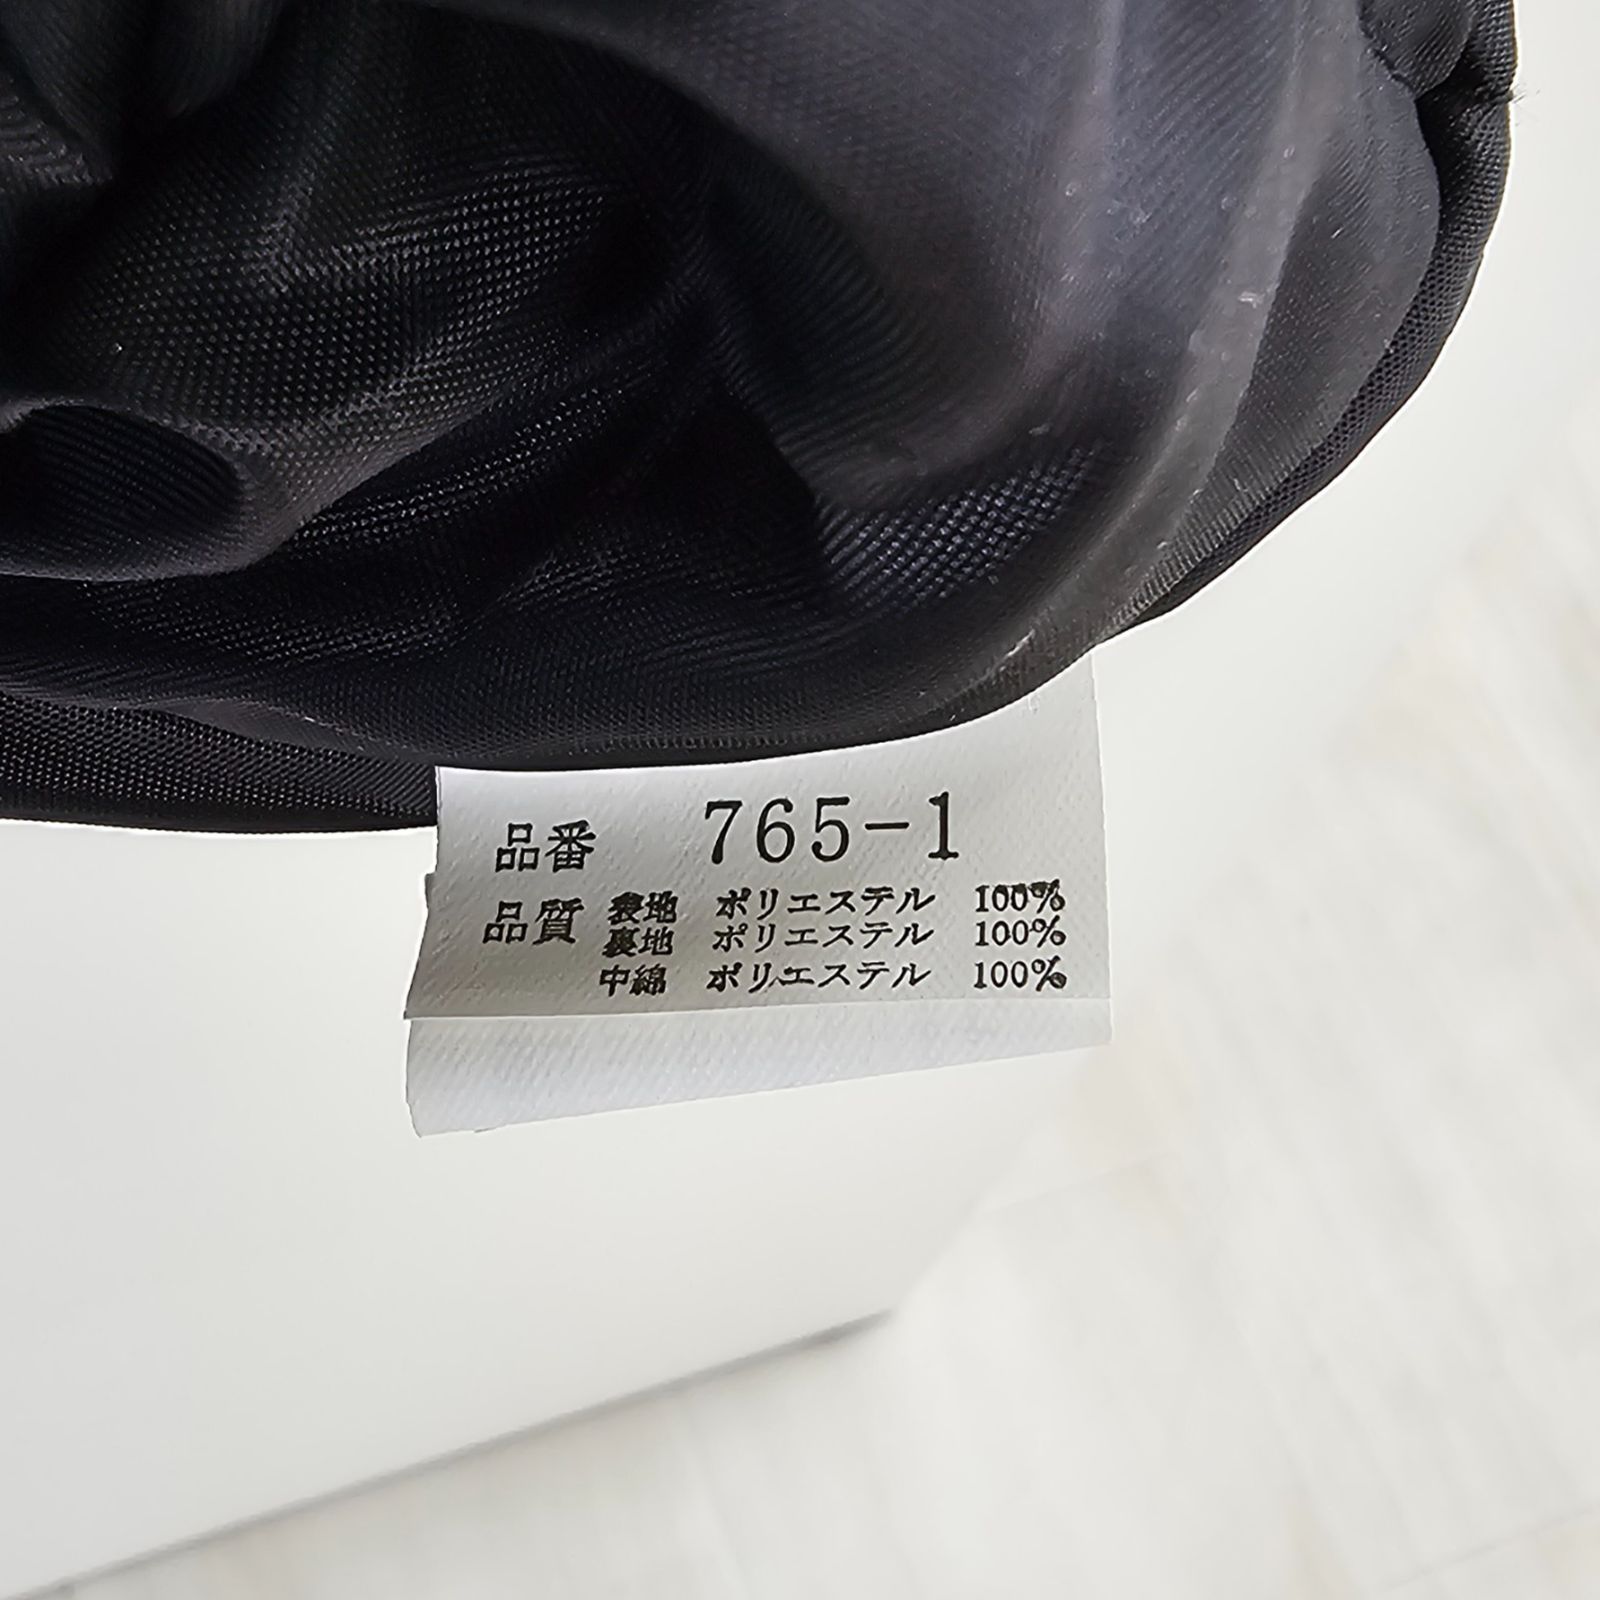 品番 765-1
品質 表地 ポリエステル 100%
裏地 ポリエステル 100%
中綿 ポリエステル 100%